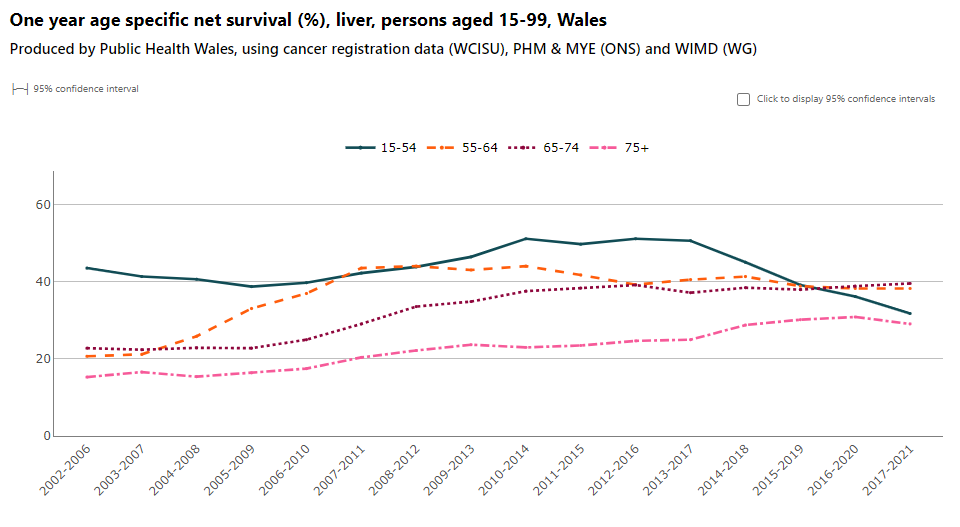 One year age specific net survival (%), liver, persons aged 15-99, Wales
Produced by Public Health Wales, using cancer registration data (WCISU), PHM & MYE (ONS) and WIMD (WG)
95% confidence interval
Click to display 95% confidence intervals
15-54 55-64 65-74 75+
60
40
20
0
2002-2006 2003-2007 2004-2008 2005-2009 2006-2010 2007-2011 2008-2012 2009-2013 2010-2014 2011-2015 2012-2016 2013-2017 2014-2018 2015-2019 2016-2020 2017-2021